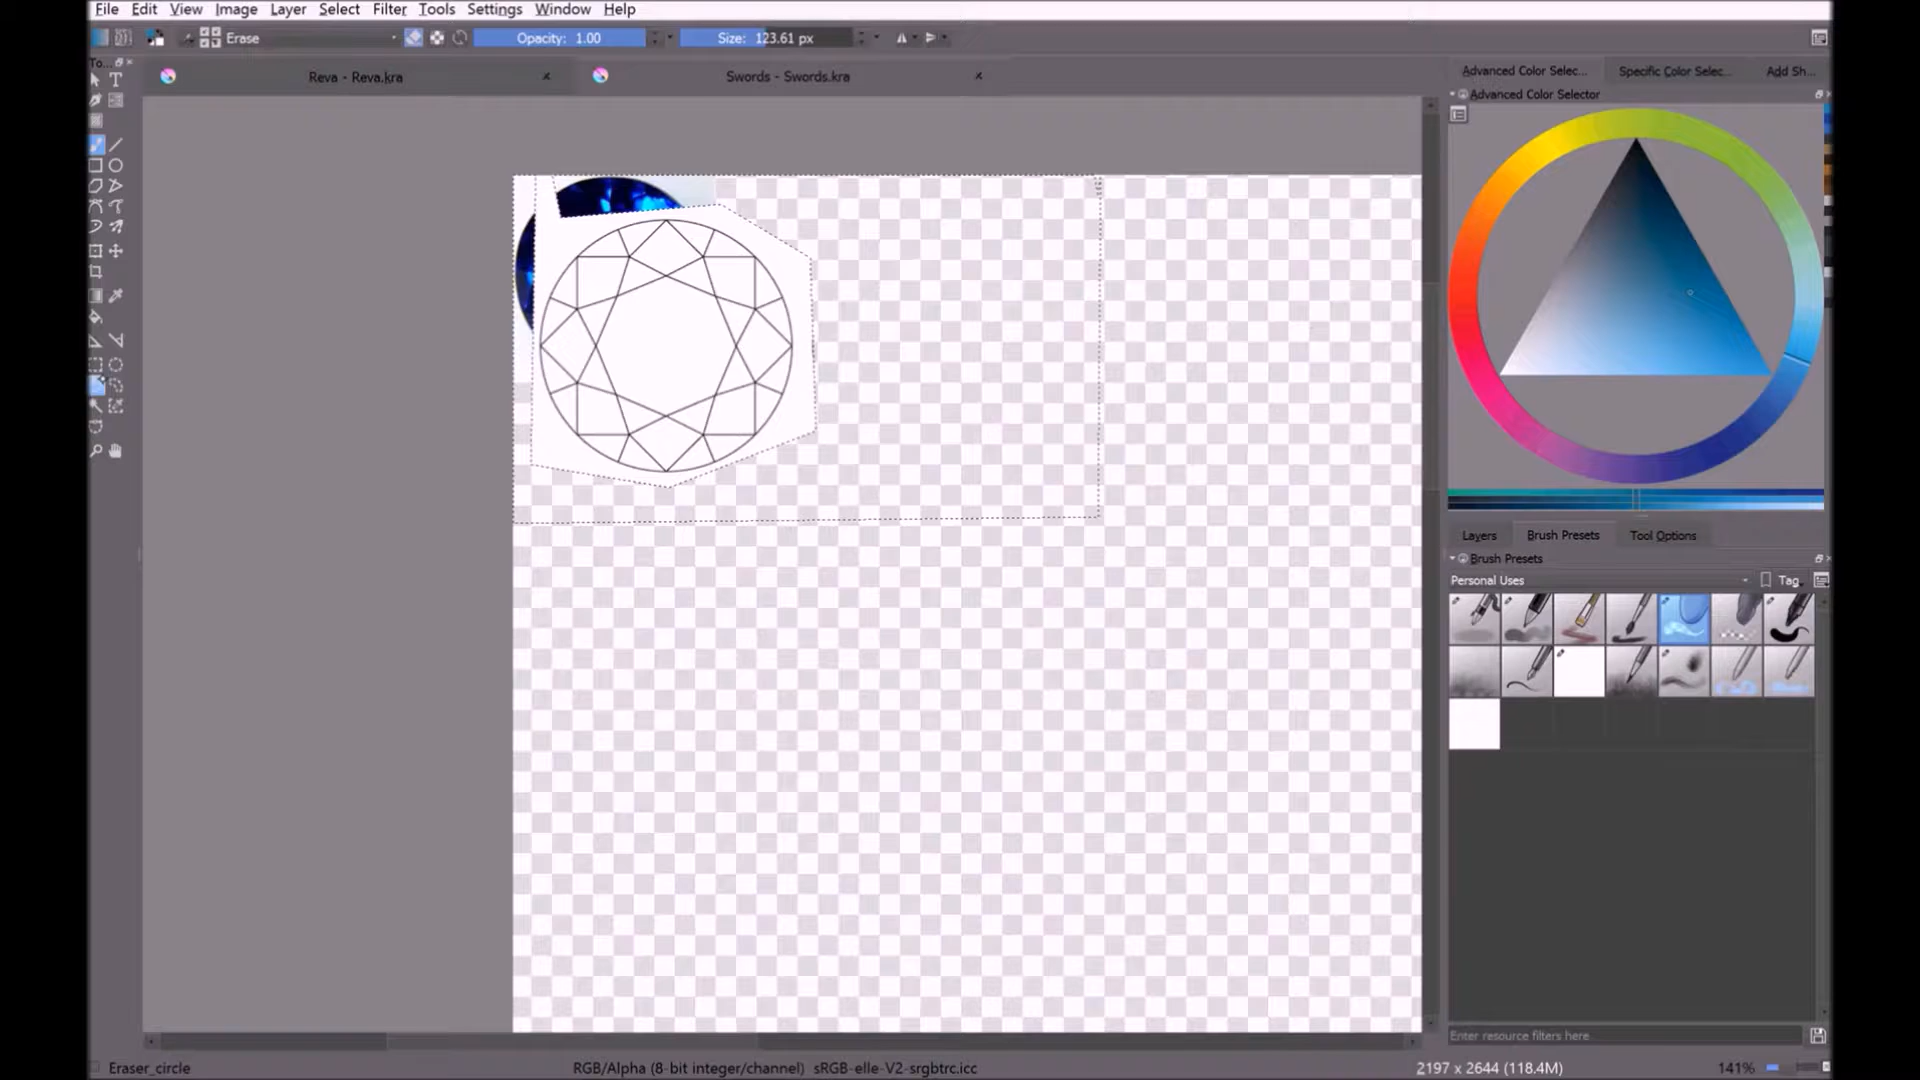 File Edit View Image Layer Select Filter Tools Settings Window Help
Erase Opacity: 1.00 Size: 123.61 px
To...
Reva - Reva.kra Swords - Swords.kra
Advanced Color Selec... Specific Color Selec... Add Sh...
Advanced Color Selector
Layers Brush Presets Tool Options
Brush Presets
Personal Uses Tag
Enter resource filters here
Eraser_circle RGB/Alpha (8-bit integer/channel) sRGB-elle-V2-srgbtrc.icc 2197 x 2644 (118.4M) 141%